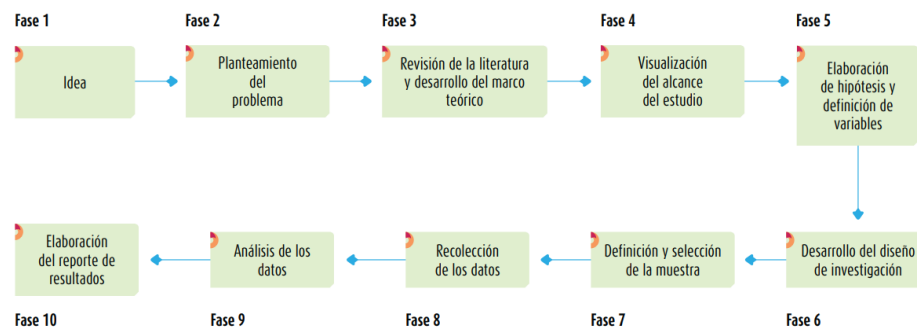 Fase 1
Fase 2
Fase 3
Fase 4
Fase 5
Idea
Planteamiento
del
problema
Revisión de la literatura
y desarrollo del marco
teórico
Visualización
del alcance
del estudio
Elaboración
de hipótesis y
definición de
variables
Elaboración
del reporte de
resultados
Análisis de los
datos
Recolección
de los datos
Definición y selección
de la muestra
Desarrollo del diseño
de investigación
Fase 10
Fase 9
Fase 8
Fase 7
Fase 6